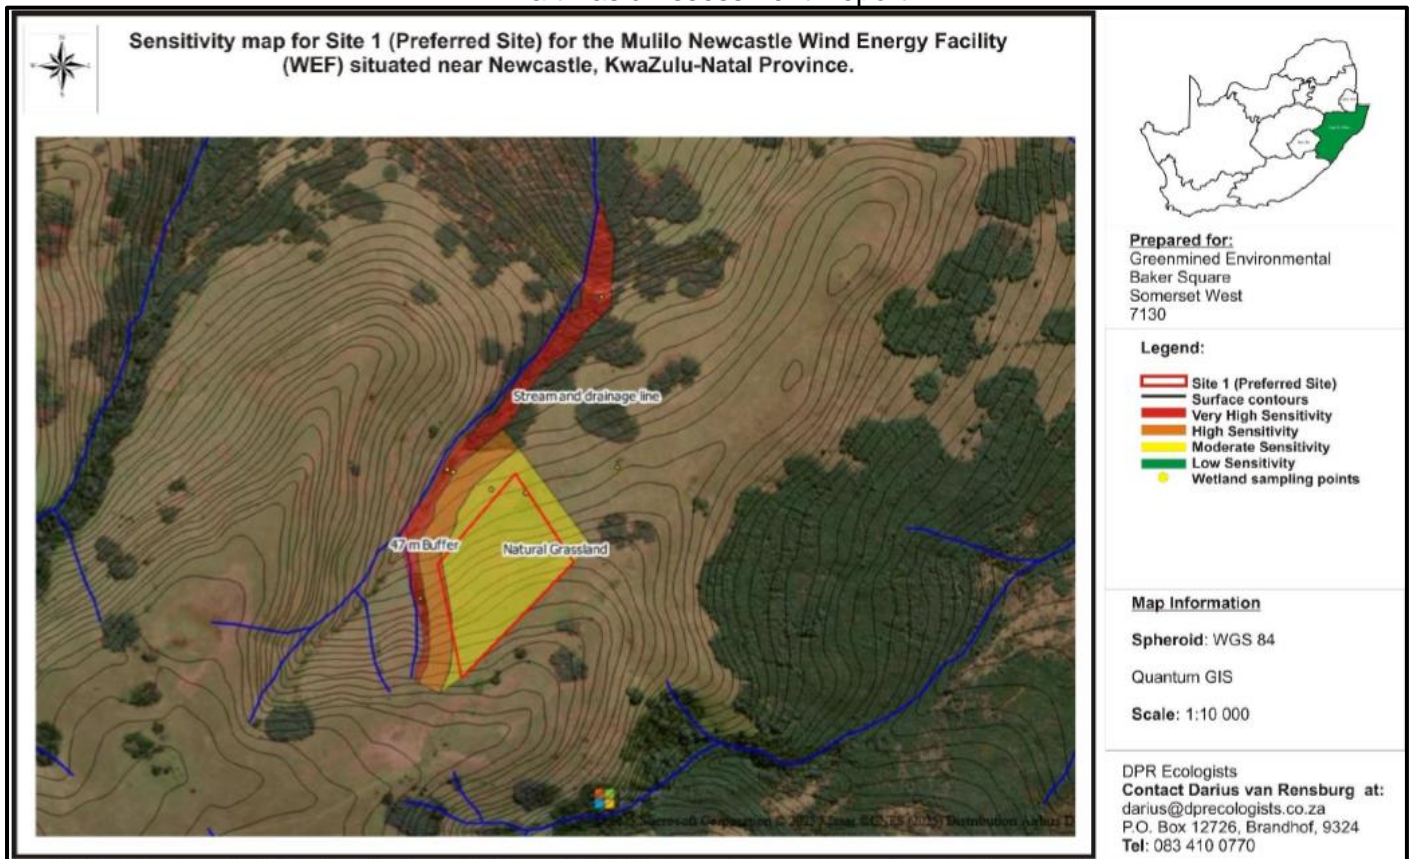 Sensitivity map for Site 1 (Preferred Site) for the Mulilo Newcastle Wind Energy Facility
(WEF) situated near Newcastle, KwaZulu-Natal Province.
N
W
S
Stream and drainage line
47 m Buffer
Natural Grassland
Microsoft Corporation ©
Distribution Airbus D
Prepared for:
Greenmined Environmental
Baker Square
Somerset West
7130
Legend:
Site 1 (Preferred Site)
Surface contours
Very High Sensitivity
High Sensitivity
Moderate Sensitivity
Low Sensitivity
Wetland sampling points
Map Information
Spheroid: WGS 84
Quantum GIS
Scale: 1:10 000
DPR Ecologists
Contact Darius van Rensburg at:
darius@dprecologists.co.za
P.O. Box 12726, Brandhof, 9324
Tel: 083 410 0770